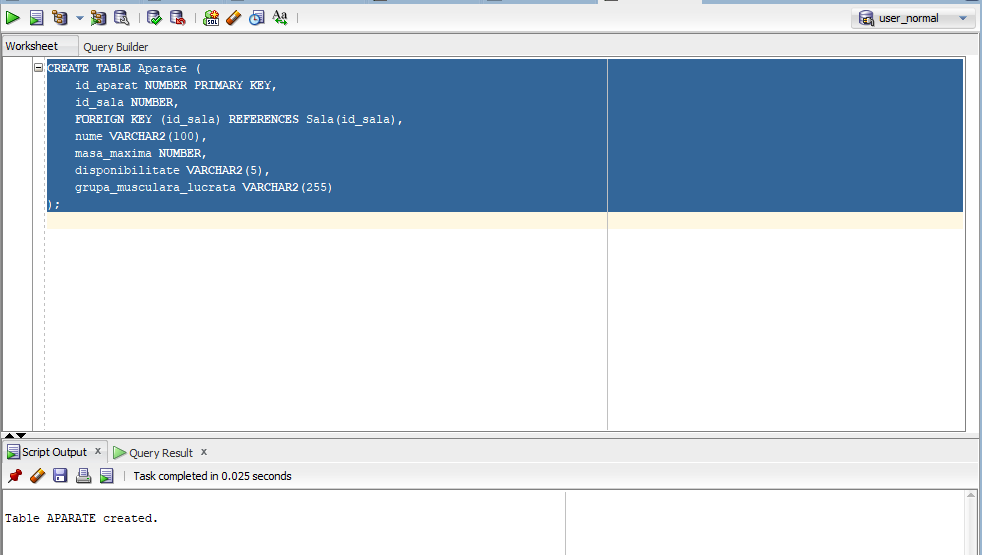 SQL
Aa
user_normal
Worksheet
Query Builder
CREATE TABLE Aparate (
    id_aparat NUMBER PRIMARY KEY,
    id_sala NUMBER,
    FOREIGN KEY (id_sala) REFERENCES Sala(id_sala),
    nume VARCHAR2(100),
    masa_maxima NUMBER,
    disponibilitate VARCHAR2(5),
    grupa_musculara_lucrata VARCHAR2(255)
);
Script Output x
Query Result x
Task completed in 0.025 seconds
Table APARATE created.